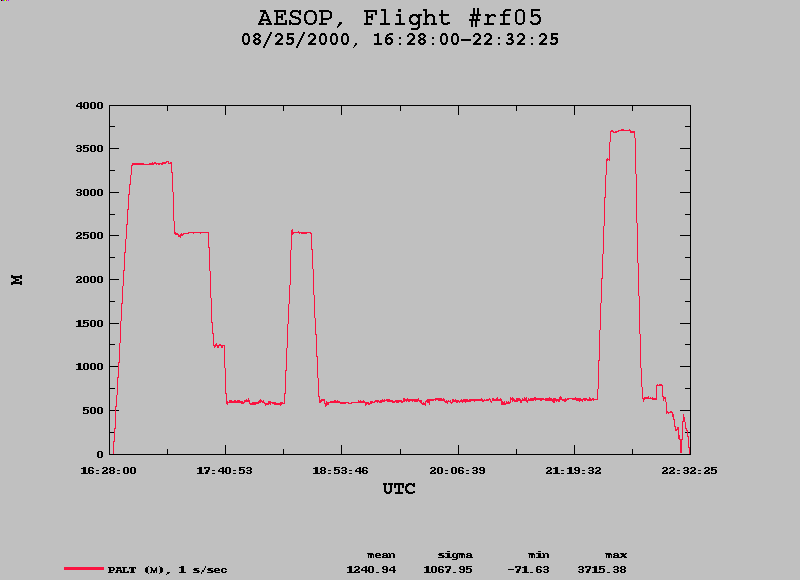 AESOP, Flight #rf05
08/25/2000, 16:28:00-22:32:25
4000
3500
3000
2500
2000
1500
1000
500
0
M
16:28:00 17:40:53 18:53:46 20:06:39 21:19:32 22:32:25
UTC
mean sigma min max
PALT (M), 1 s/sec 1240.94 1067.95 -71.63 3715.38